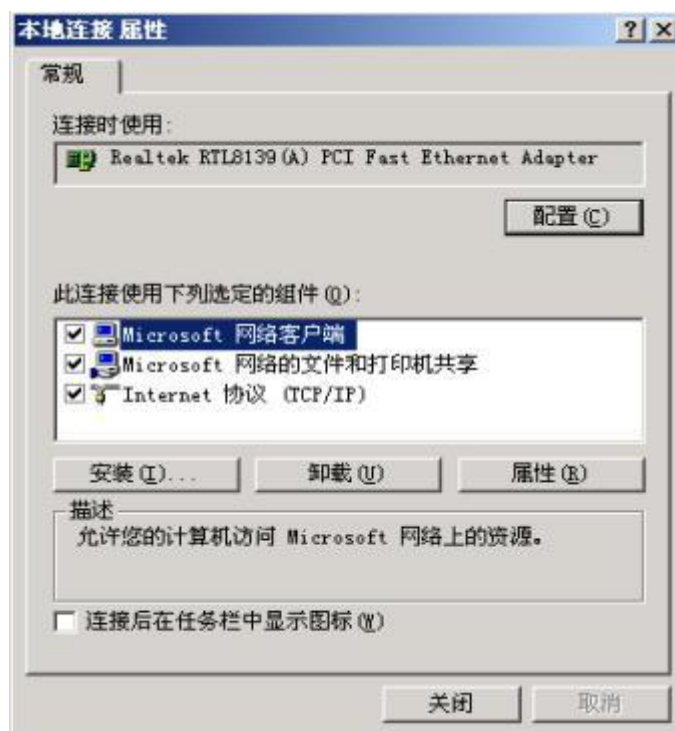 本地连接 属性
常规
连接时使用:
Realtek RTL8139(A) PCI Fast Ethernet Adapter
配置(C)
此连接使用下列选定的组件(O):
Microsoft 网络客户端
Microsoft 网络的文件和打印机共享
Internet 协议 (TCP/IP)
安装(I)... 卸载(U) 属性(R)
描述
允许您的计算机访问 Microsoft 网络上的资源。
连接后在任务栏中显示图标(W)
关闭 取消